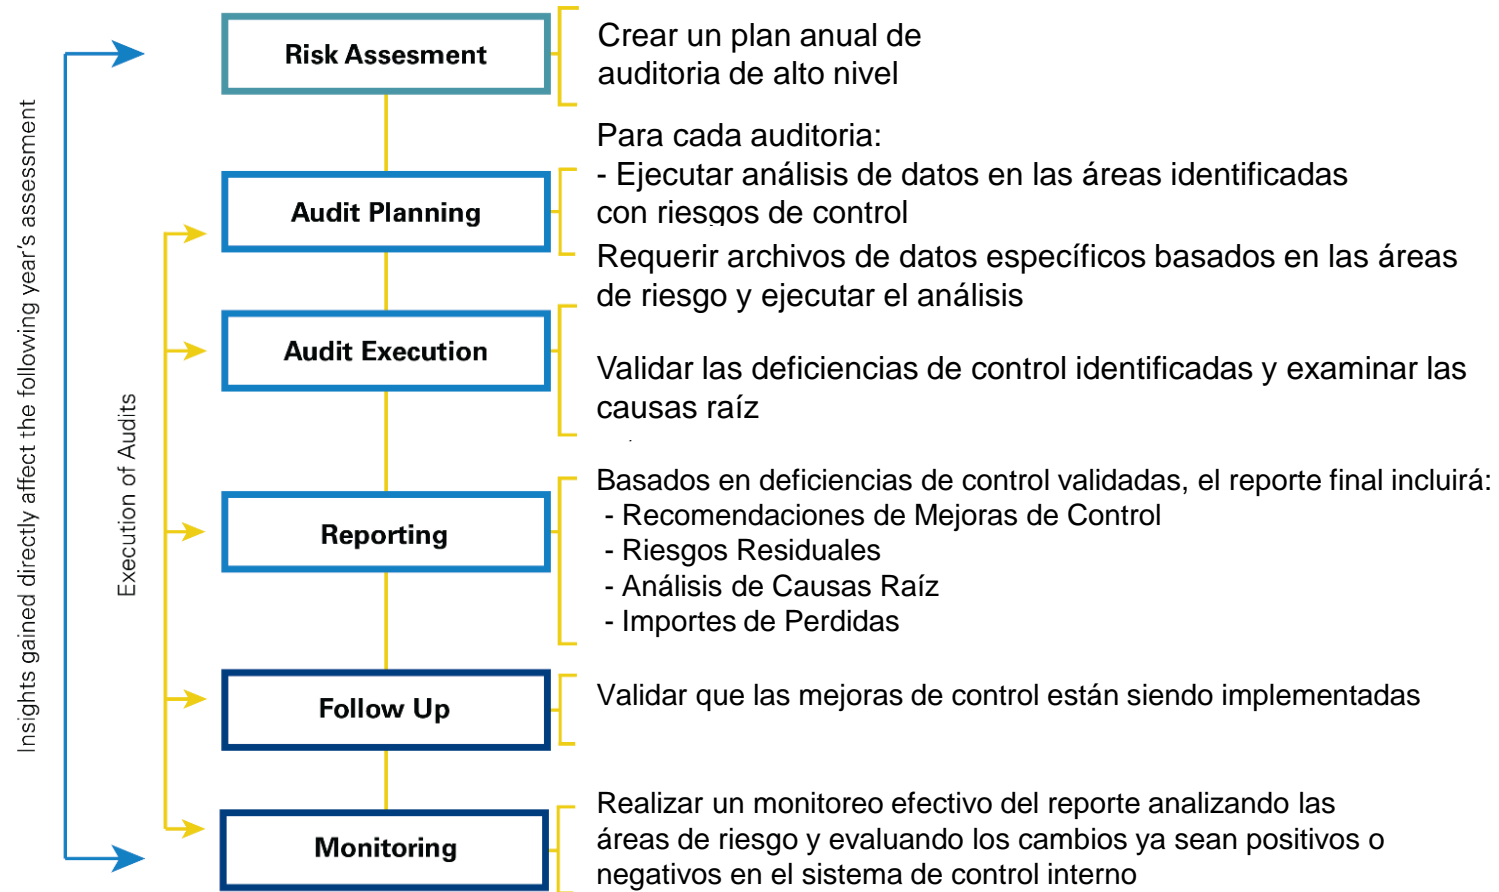 Insights gained directly affect the following year's assessment
Execution of Audits
Risk Assesment
Crear un plan anual de
auditoria de alto nivel
Audit Planning
Para cada auditoria:
- Ejecutar análisis de datos en las áreas identificadas
con riesgos de control
Requerir archivos de datos específicos basados en las áreas
de riesgo y ejecutar el análisis
Audit Execution
Validar las deficiencias de control identificadas y examinar las
causas raíz
Reporting
Basados en deficiencias de control validadas, el reporte final incluirá:
- Recomendaciones de Mejoras de Control
- Riesgos Residuales
- Análisis de Causas Raíz
- Importes de Perdidas
Follow Up
Validar que las mejoras de control están siendo implementadas
Monitoring
Realizar un monitoreo efectivo del reporte analizando las
áreas de riesgo y evaluando los cambios ya sean positivos o
negativos en el sistema de control interno